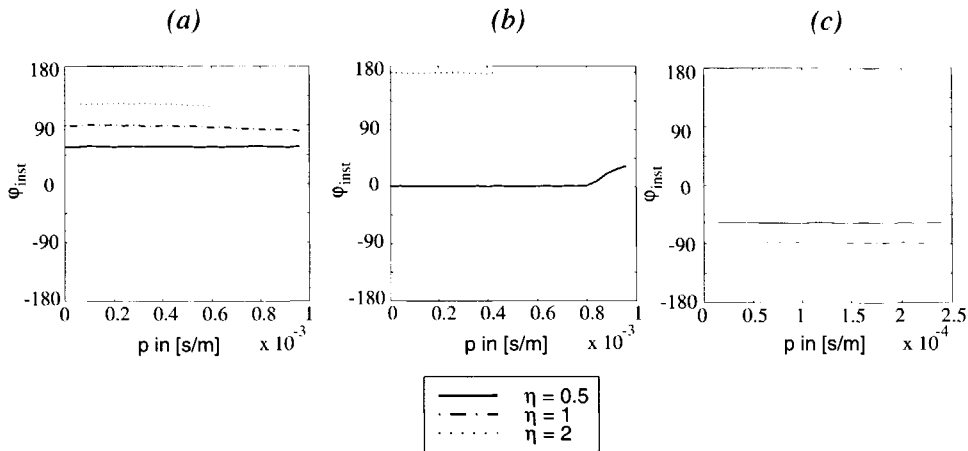 (a)
(b)
(c)
180
90
0
-90
-180
φinst
0 0.2 0.4 0.6 0.8 1
p in [s/m] x 10^-3
180
90
0
-90
-180
φinst
0 0.2 0.4 0.6 0.8 1
p in [s/m] x 10^-3
180
90
0
-90
-180
φinst
0 0.5 1 1.5 2 2.5
p in [s/m] x 10^-4
η = 0.5
η = 1
η = 2